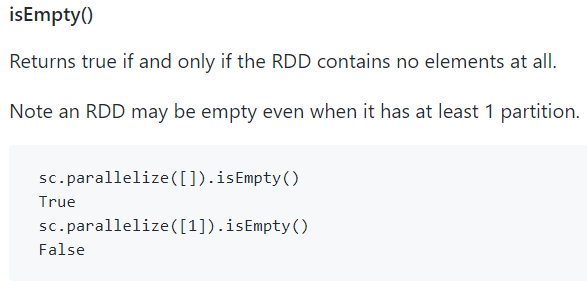 isEmpty()
Returns true if and only if the RDD contains no elements at all.
Note an RDD may be empty even when it has at least 1 partition.
sc.parallelize([]).isEmpty()
True
sc.parallelize([1]).isEmpty()
False